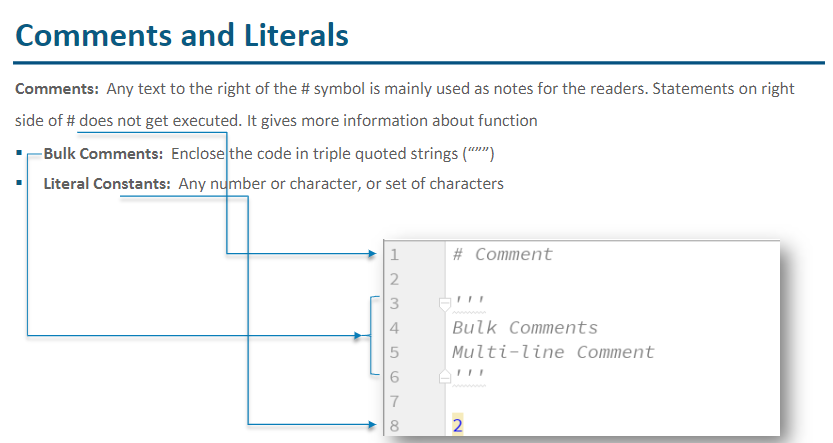 Comments and Literals
Comments: Any text to the right of the # symbol is mainly used as notes for the readers. Statements on right
side of # does not get executed. It gives more information about function
▪ Bulk Comments: Enclose the code in triple quoted strings (“””)
▪ Literal Constants: Any number or character, or set of characters
1 # Comment
2
3 '''
4 Bulk Comments
5 Multi-line Comment
6 '''
7
8 2